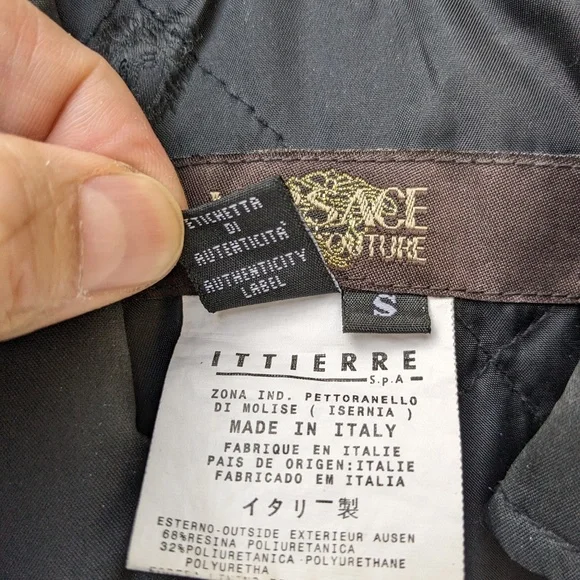 SACE
OUTURE
ETICHETTA
DI
AUTENTICITÀ
AUTHENTICITY
LABEL
S
ITTIERRE
S.p.A
ZONA IND. PETTORANELLO
DI MOLISE ( ISERNIA )
MADE IN ITALY
FABRIQUE EN ITALIE
PAIS DE ORIGEN:ITALIE
FABRICADO EM ITALIA
イタリー製
ESTERNO-OUTSIDE EXTERIEUR AUSEN
68%RESINA POLIURETANICA
32%POLIURETANICA-POLYURETHANE
POLYURETHA